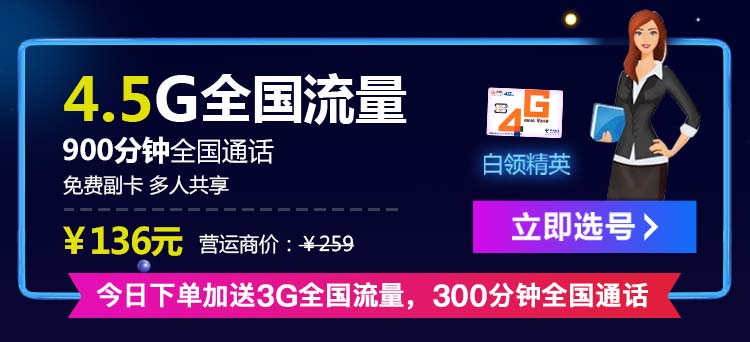 4.5G全国流量
900分钟全国通话
免费副卡 多人共享
￥136元 营运商价：￥259
4G
白领精英
立即选号
今日下单加送3G全国流量，300分钟全国通话